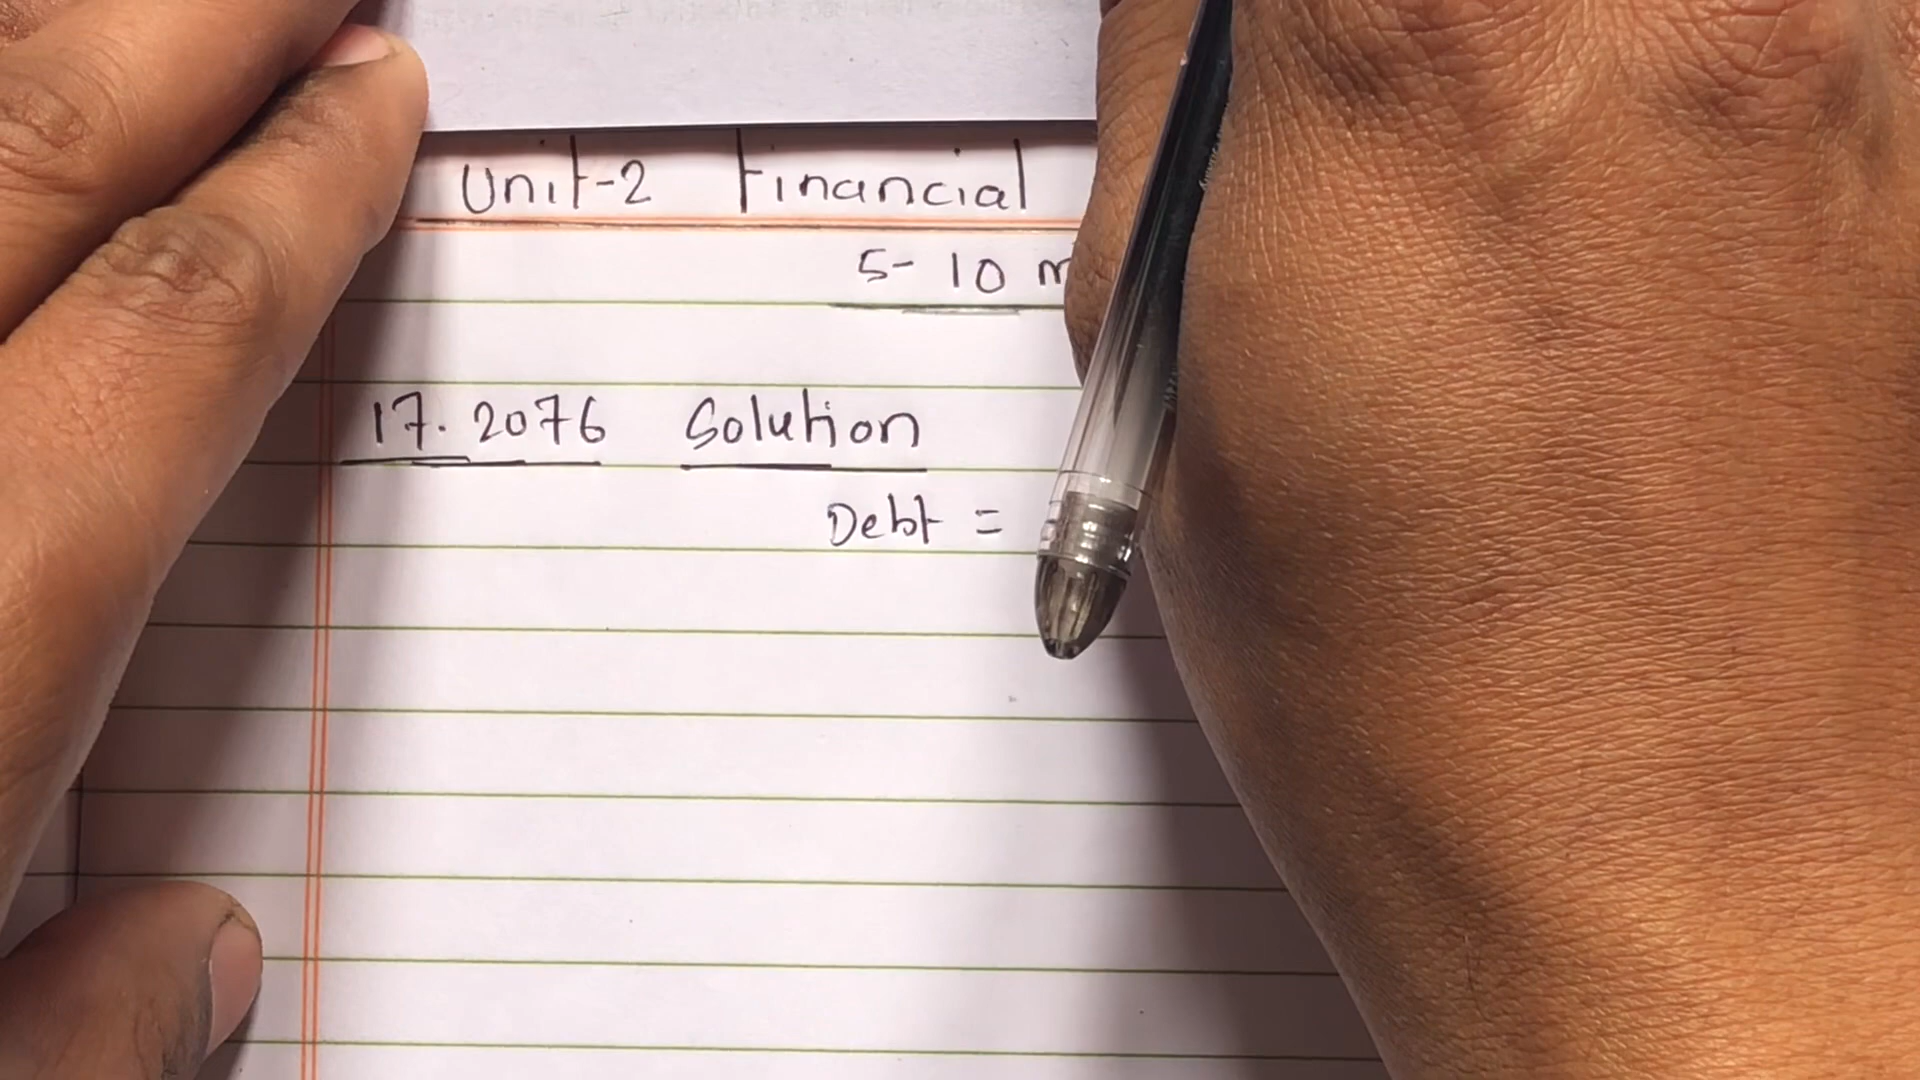 Unit-2 Financial
5-10 m
17. 2076 Solution
Debt =